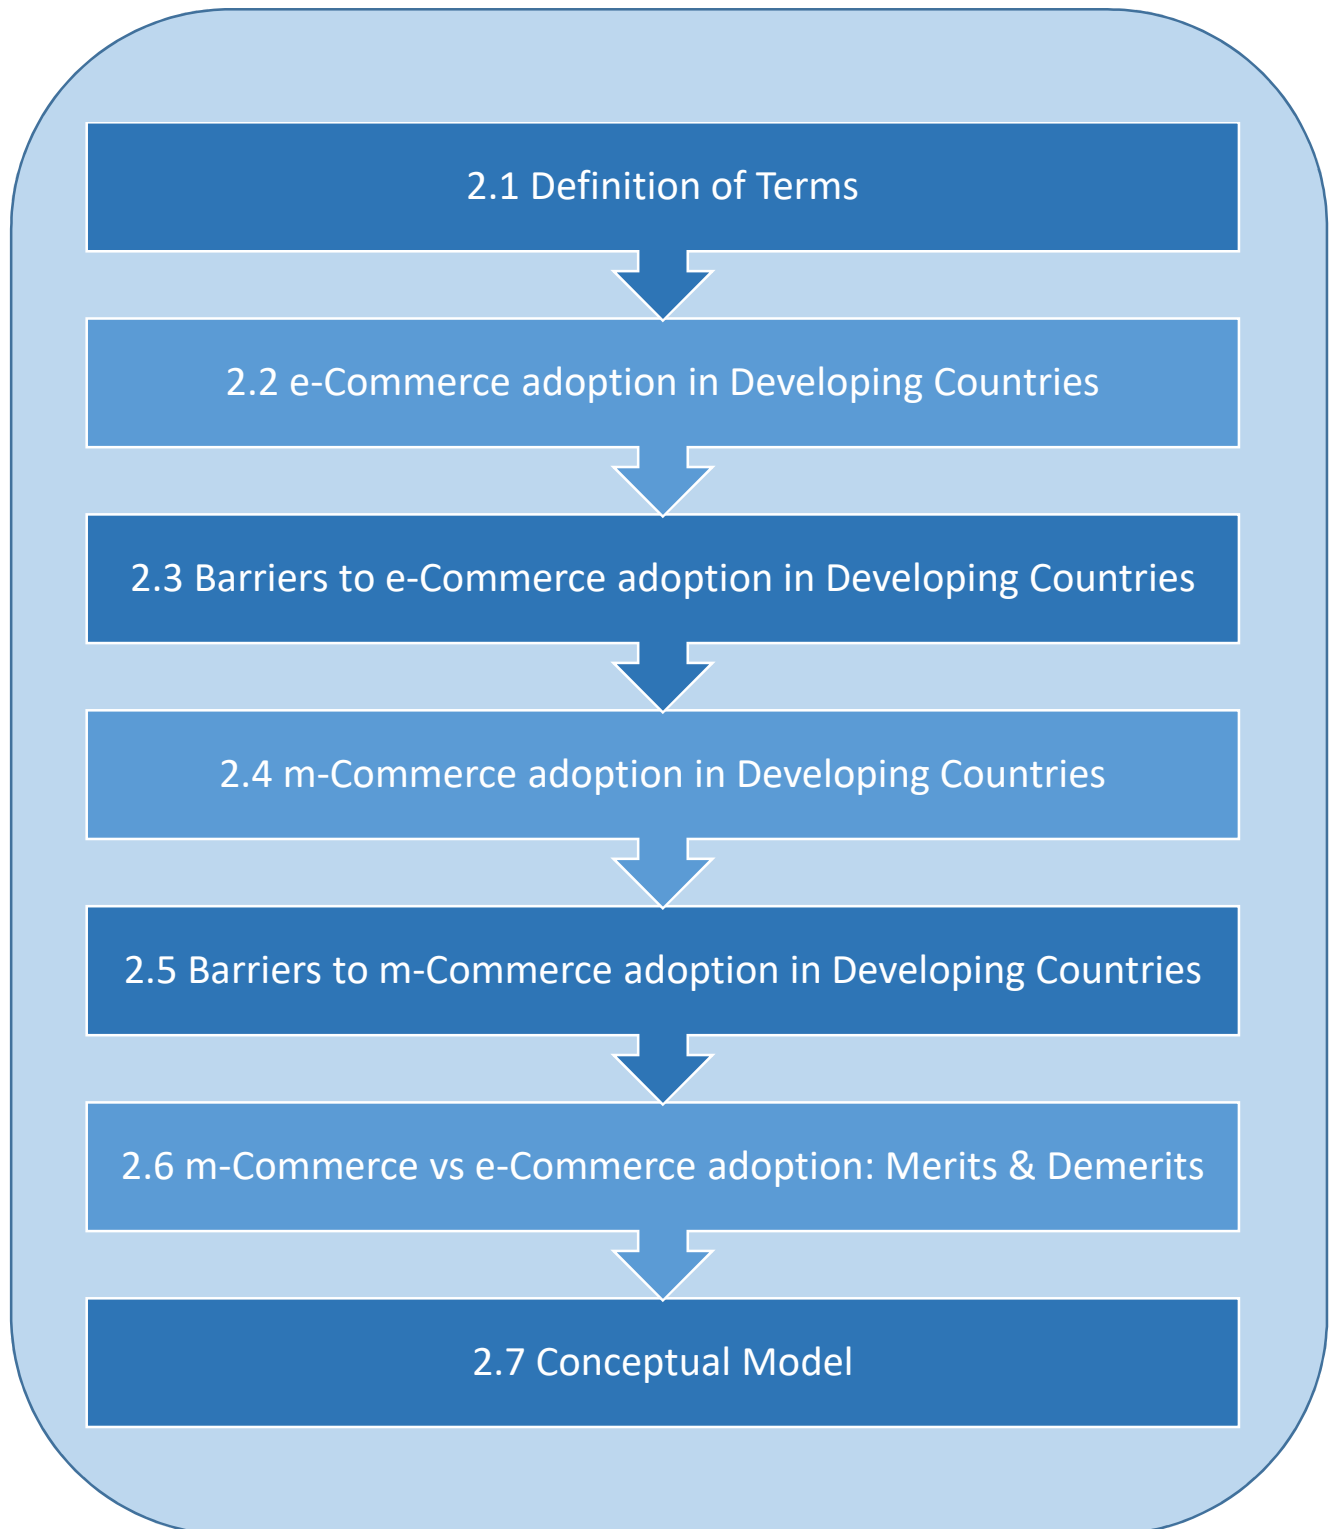 2.1 Definition of Terms
2.2 e-Commerce adoption in Developing Countries
2.3 Barriers to e-Commerce adoption in Developing Countries
2.4 m-Commerce adoption in Developing Countries
2.5 Barriers to m-Commerce adoption in Developing Countries
2.6 m-Commerce vs e-Commerce adoption: Merits & Demerits
2.7 Conceptual Model